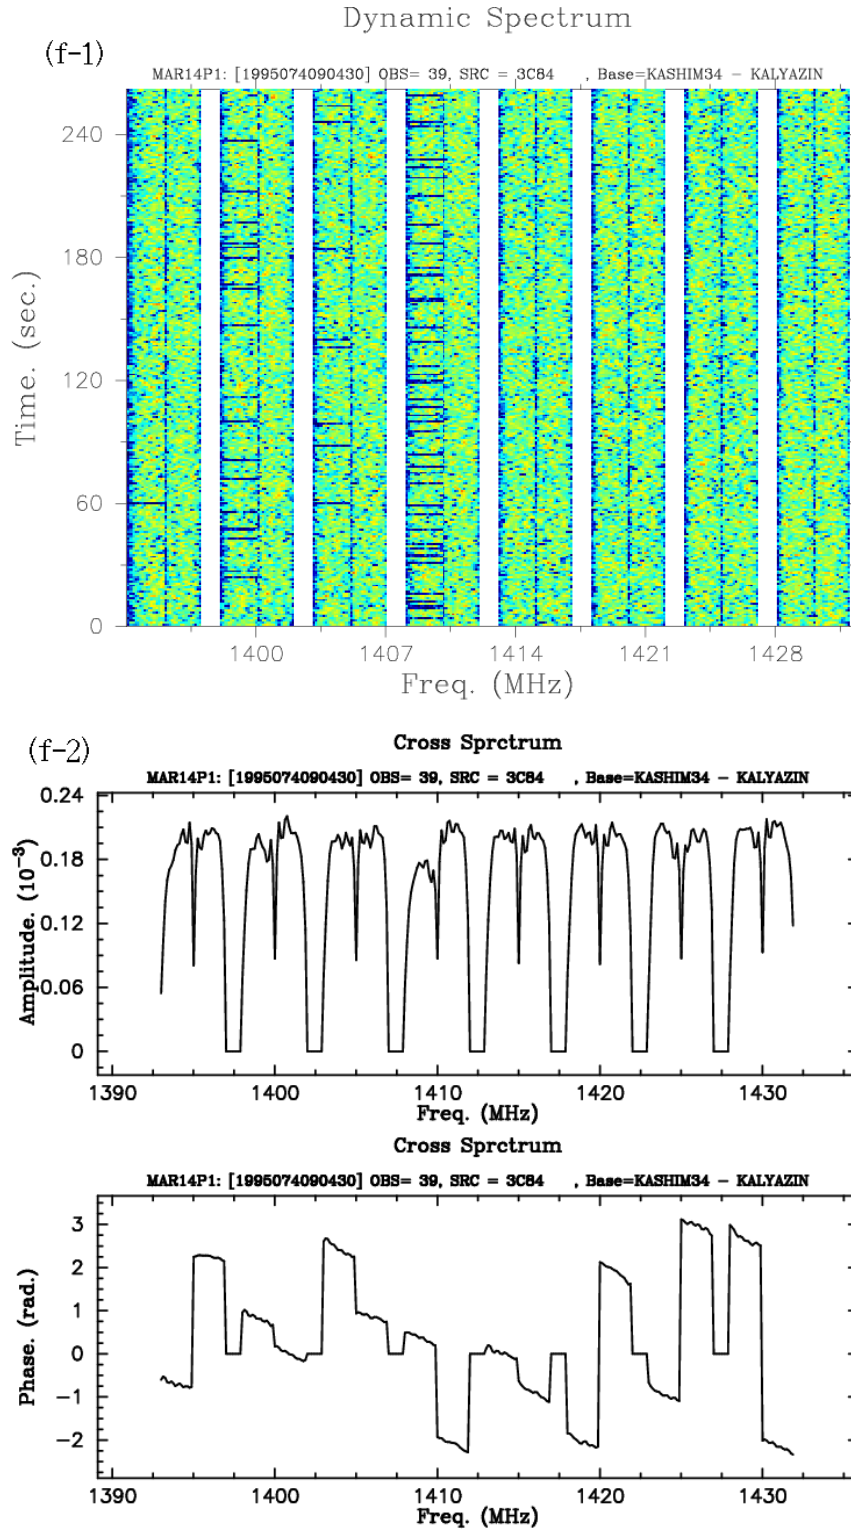 Dynamic Spectrum
(f-1)
MAR14P1: [1995074090430] OBS= 39, SRC = 3C84 , Base=KASHIM34 - KALYAZIN
240
180
120
60
0
Time. (sec.)
1400 1407 1414 1421 1428
Freq. (MHz)
(f-2)
Cross Sprctrum
MAR14P1: [1995074090430] OBS= 39, SRC = 3C84 , Base=KASHIM34 - KALYAZIN
0.24
0.18
0.12
0.06
0
Amplitude. (10⁻³)
1390 1400 1410 1420 1430
Freq. (MHz)
Cross Sprctrum
MAR14P1: [1995074090430] OBS= 39, SRC = 3C84 , Base=KASHIM34 - KALYAZIN
3
2
1
0
-1
-2
Phase. (rad.)
1390 1400 1410 1420 1430
Freq. (MHz)